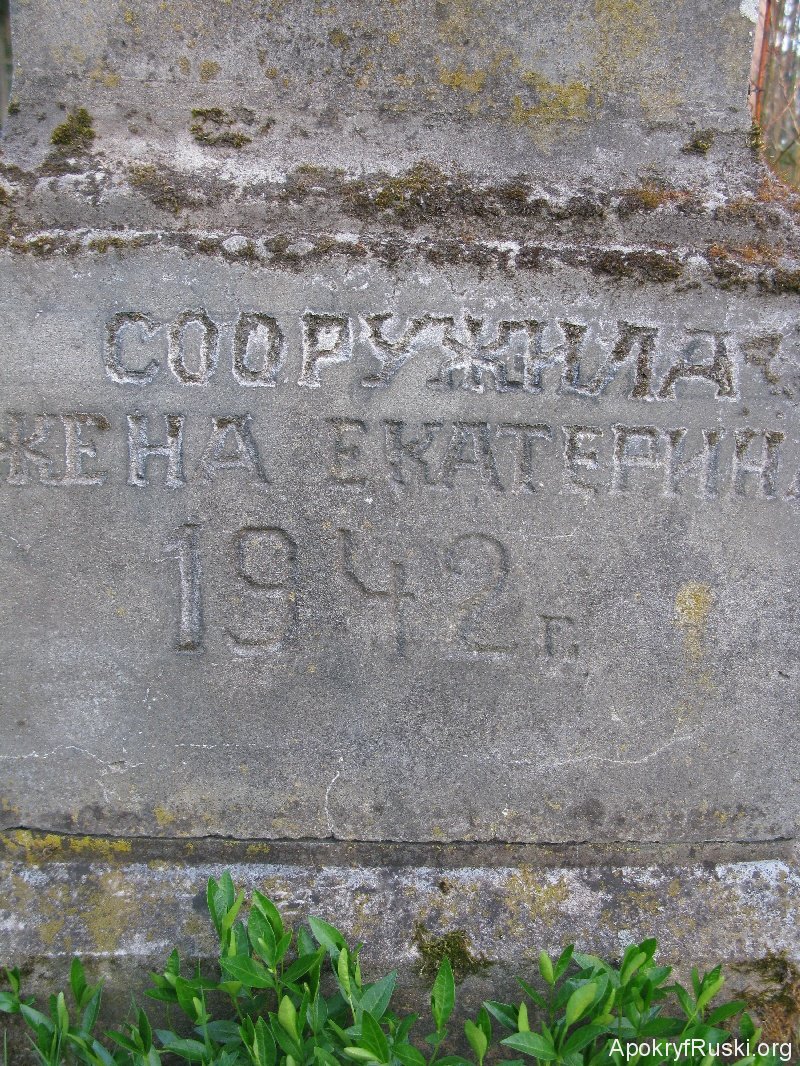 СООРУЖИЛА
ЖЕНА ЕКАТЕРИНА
1942 г.
ApokryfRuski.org